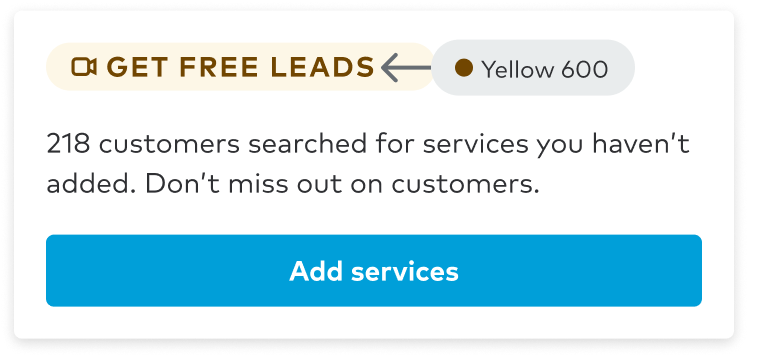 GET FREE LEADS
Yellow 600
218 customers searched for services you haven’t
added. Don’t miss out on customers.
Add services